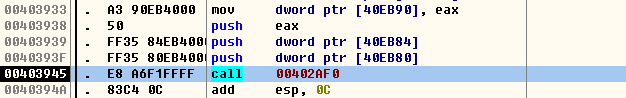 00403933 . A3 90EB4000 mov dword ptr [40EB90], eax
00403938 . 50 push eax
00403939 . FF35 84EB400 push dword ptr [40EB84]
0040393F . FF35 80EB400 push dword ptr [40EB80]
00403945 . E8 A6F1FFFF call 00402AF0
0040394A . 83C4 0C add esp, 0C